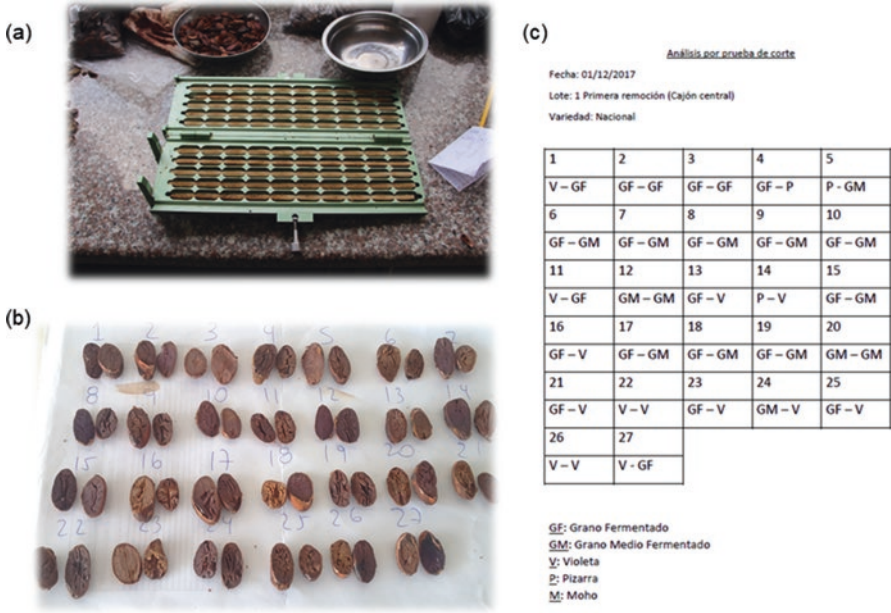 (a)
(b)
1 2 3 4 5 6 7
8 9 10 11 12 13 14
15 16 17 18 19 20 21
22 23 24 25 26 27
(c)
Análisis por prueba de corte
Fecha: 01/12/2017
Lote: 1 Primera remoción (Cajón central)
Variedad: Nacional
1 2 3 4 5
V – GF GF – GF GF – GF GF – P P - GM
6 7 8 9 10
GF – GM GF – GM GF – GM GF – GM GF – GM
11 12 13 14 15
V – GF GM – GM GF – V P – V GF – GM
16 17 18 19 20
GF – V GF – GM GF – GM GF – GM GM – GM
21 22 23 24 25
GF – V V – V GF – V GM – V GF – V
26 27
V – V V - GF
GF: Grano Fermentado
GM: Grano Medio Fermentado
V: Violeta
P: Pizarra
M: Moho